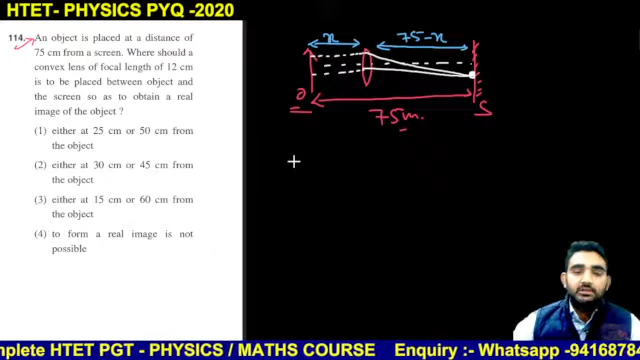 HTET- PHYSICS PYQ -2020
114. An object is placed at a distance of
75 cm from a screen. Where should a
convex lens of focal length of 12 cm
is to be placed between object and
the screen so as to obtain a real
image of the object ?
(1) either at 25 cm or 50 cm from
the object
(2) either at 30 cm or 45 cm from
the object
(3) either at 15 cm or 60 cm from
the object
(4) to form a real image is not
possible
x
75-x
O
S
75m.
mplete HTET PGT - PHYSICS / MATHS COURSE Enquiry :- Whatsapp -9416878